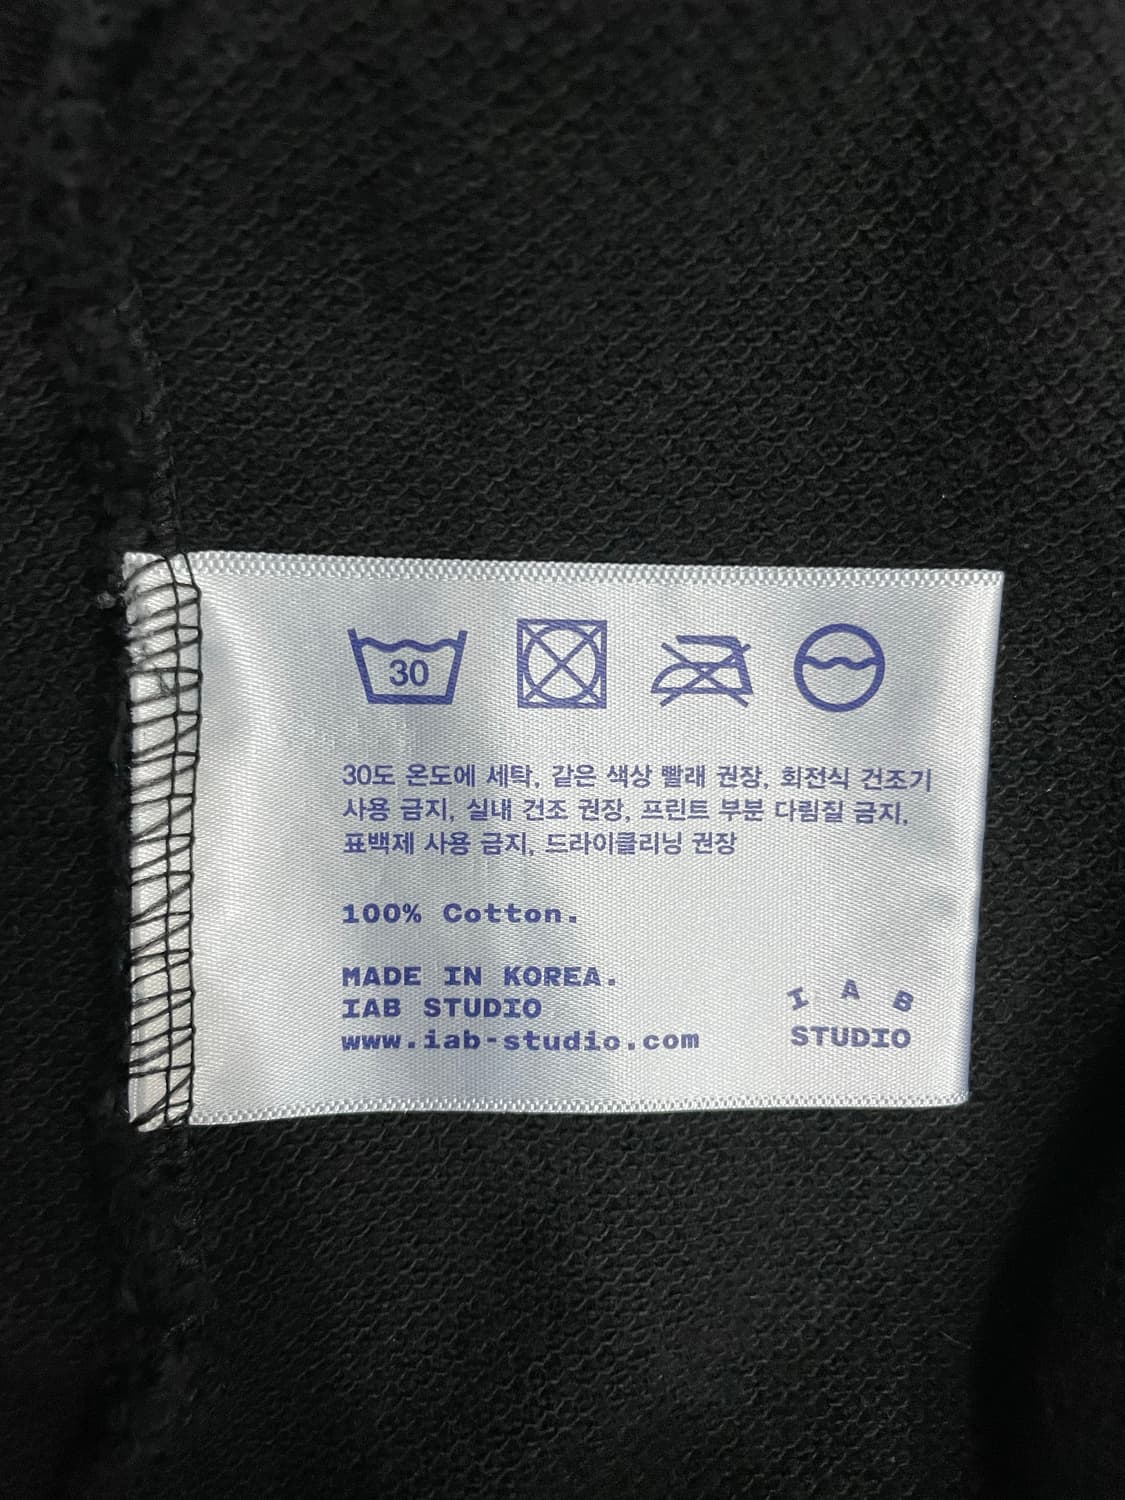 30
30도 온도에 세탁, 같은 색상 빨래 권장, 회전식 건조기
사용 금지, 실내 건조 권장, 프린트 부분 다림질 금지,
표백제 사용 금지, 드라이클리닝 권장
100% Cotton.
MADE IN KOREA.
IAB STUDIO
www.iab-studio.com
I A B
STUDIO